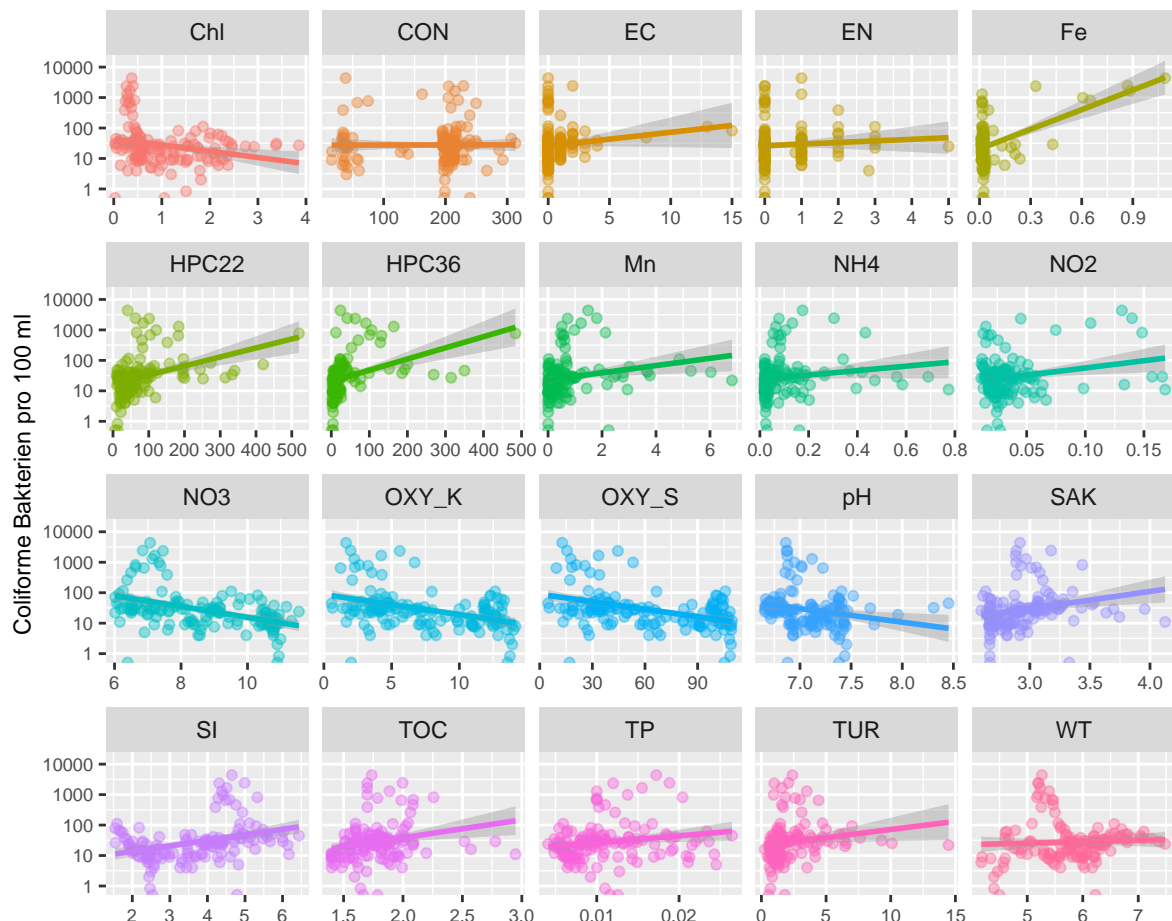 Chl CON EC EN Fe
10000
1000
100
10
1
0 1 2 3 4 100 200 300 0 5 10 15 0 1 2 3 4 5 0.0 0.3 0.6 0.9
HPC22 HPC36 Mn NH4 NO2
10000
1000
100
10
1
0 100 200 300 400 500 0 100 200 300 400 500 0 2 4 6 0.0 0.2 0.4 0.6 0.8 0.05 0.10 0.15
Coliforme Bakterien pro 100 ml
NO3 OXY_K OXY_S pH SAK
10000
1000
100
10
1
6 8 10 0 5 10 0 30 60 90 7.0 7.5 8.0 8.5 3.0 3.5 4.0
SI TOC TP TUR WT
10000
1000
100
10
1
2 3 4 5 6 1.5 2.0 2.5 3.0 0.01 0.02 0 5 10 15 5 6 7